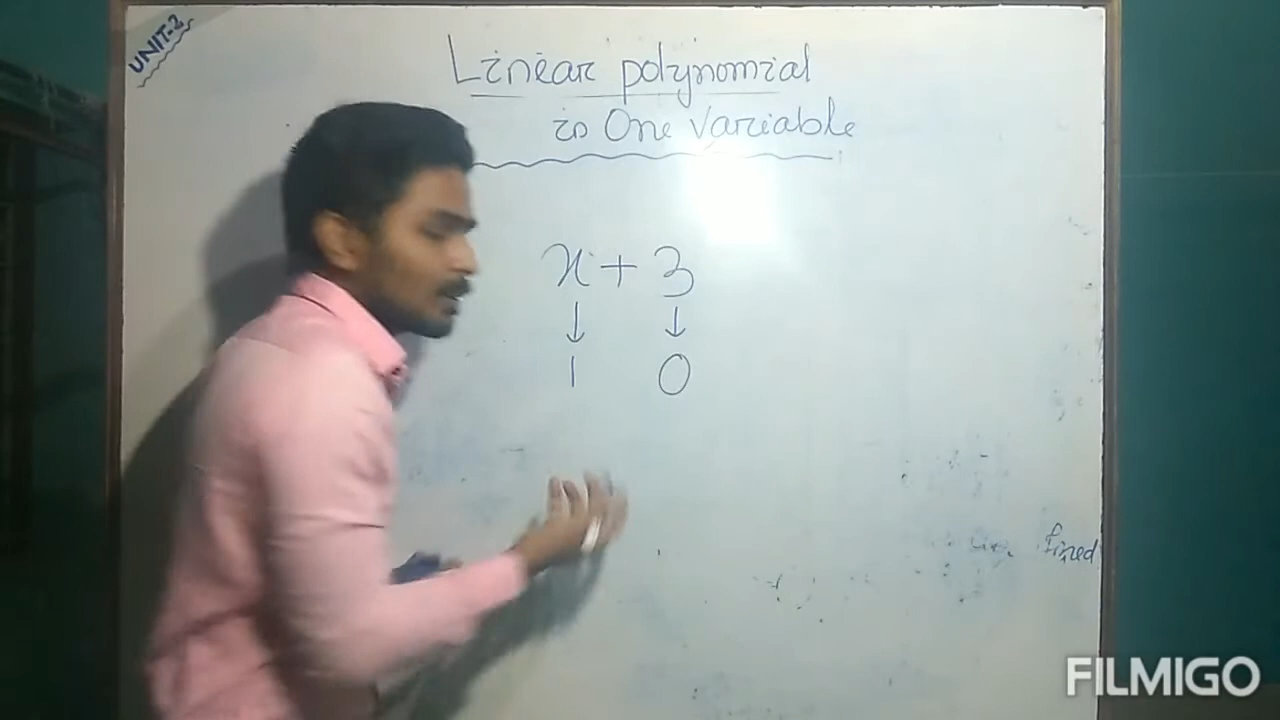 UNIT-2
Linear polynomial
in One Variable
x + 3
↓ ↓
1 0
fixed
FILMIGO